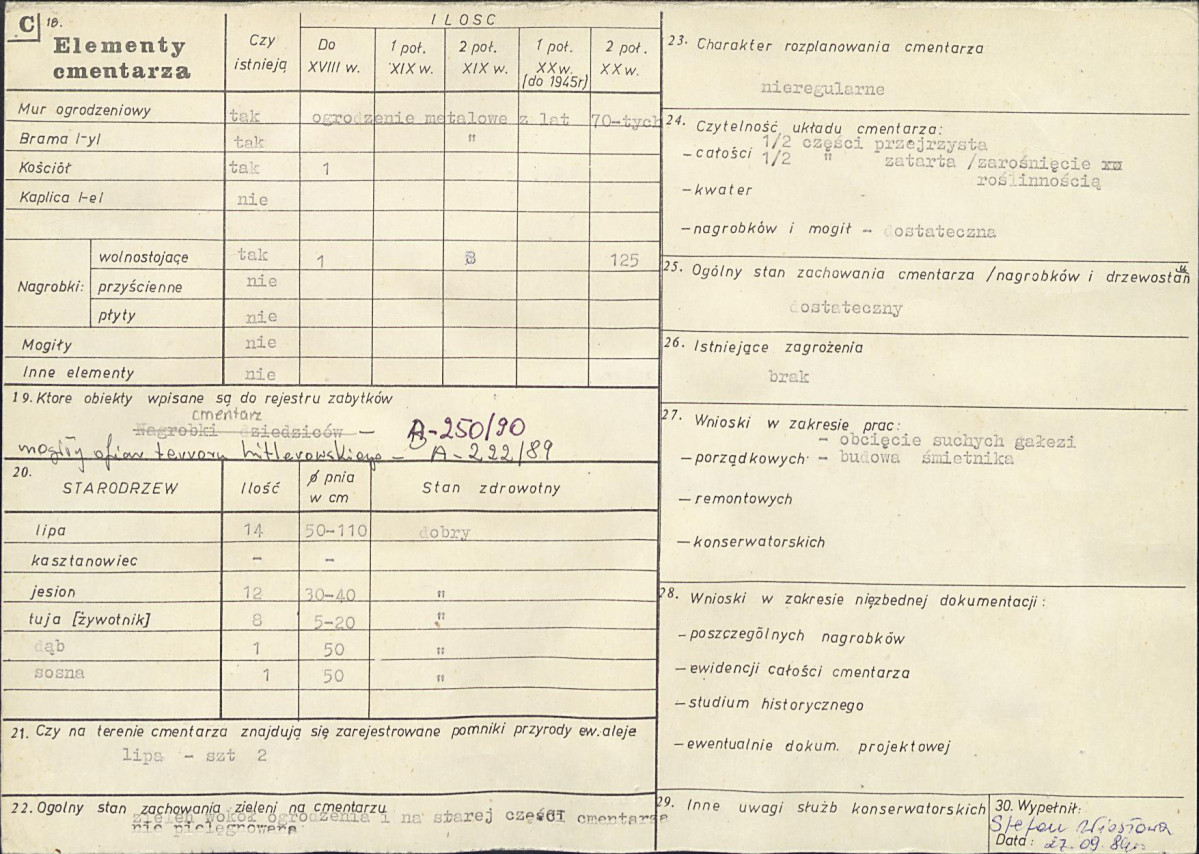 C 18.
Elementy
cmentarza
Czy
istnieją
ILOSC
Do
XVIII w.
1 poł.
XIX w.
2 poł.
XIX w.
1 poł.
XX w.
(do 1945r)
2 poł.
XX w.
Mur ogrodzeniowy tak ogrodzenie metalowe z lat 70-tych
Brama l-yl tak "
Kościół tak 1
Kaplica l-el nie
Nagrobki: wolnostojące tak 1 8 125
przyścienne nie
płyty nie
Mogiły nie
Inne elementy nie
19. Ktore obiekty wpisane są do rejestru zabytków
cmentarz
Nagrobki dziedziców — A-250/90
mogiły ofiar terroru hitlerowskiego - A-222/89
20.
STARODRZEW
Ilość
ϕ pnia
w cm
Stan zdrowotny
lipa 14 50-110 dobry
kasztanowiec - -
jesion 12 30-40 "
tuja [żywotnik] 8 5-20 "
dąb 1 50 "
sosna 1 50 "
21. Czy na terenie cmentarza znajdują się zarejestrowane pomniki przyrody ew. aleje
lipa - szt 2
22. Ogolny stan zachowania zieleni na cmentarzu
zieleń wokół ogrodzenia i na starej części cmentarza
nie pielęgnowana
23. Charakter rozplanowania cmentarza
nieregularne
24. Czytelność układu cmentarza:
1/2 części przejrzysta
- całości 1/2 " zatarta /zarośnięcie xx
roślinnością
- kwater
- nagrobków i mogił - dostateczna
25. Ogólny stan zachowania cmentarza /nagrobków i drzewostan
dostateczny
26. Istniejące zagrożenia
brak
27. Wnioski w zakresie prac:
- obcięcie suchych gałezi
- porządkowych - budowa śmietnika
- remontowych
- konserwatorskich
28. Wnioski w zakresie nięzbednej dokumentacji:
- poszczególnych nagrobków
- ewidencji całości cmentarza
- studium historycznego
- ewentualnie dokum. projektowej
29. Inne uwagi służb konserwatorskich
30. Wypełnił:
Stefan
Data: 27.09.84